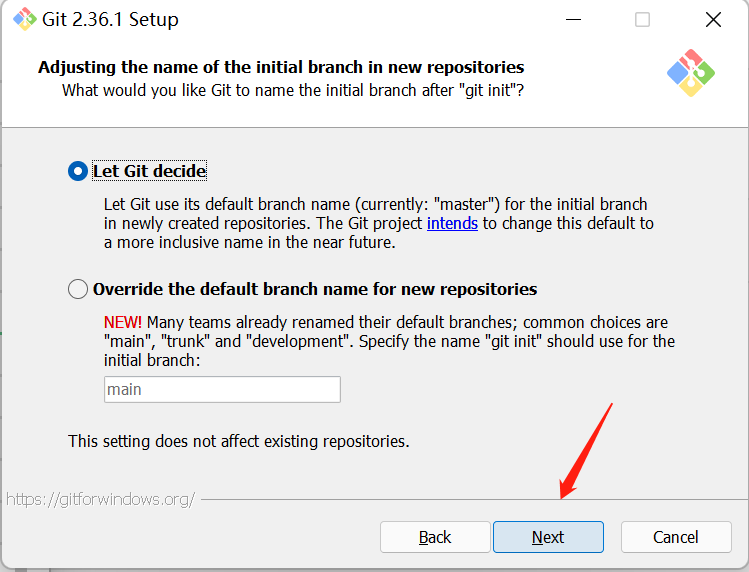 Git 2.36.1 Setup
Adjusting the name of the initial branch in new repositories
What would you like Git to name the initial branch after "git init"?
Let Git decide
Let Git use its default branch name (currently: "master") for the initial branch
in newly created repositories. The Git project intends to change this default to
a more inclusive name in the near future.
Override the default branch name for new repositories
NEW! Many teams already renamed their default branches; common choices are
"main", "trunk" and "development". Specify the name "git init" should use for the
initial branch:
main
This setting does not affect existing repositories.
https://gitforwindows.org/
Back
Next
Cancel